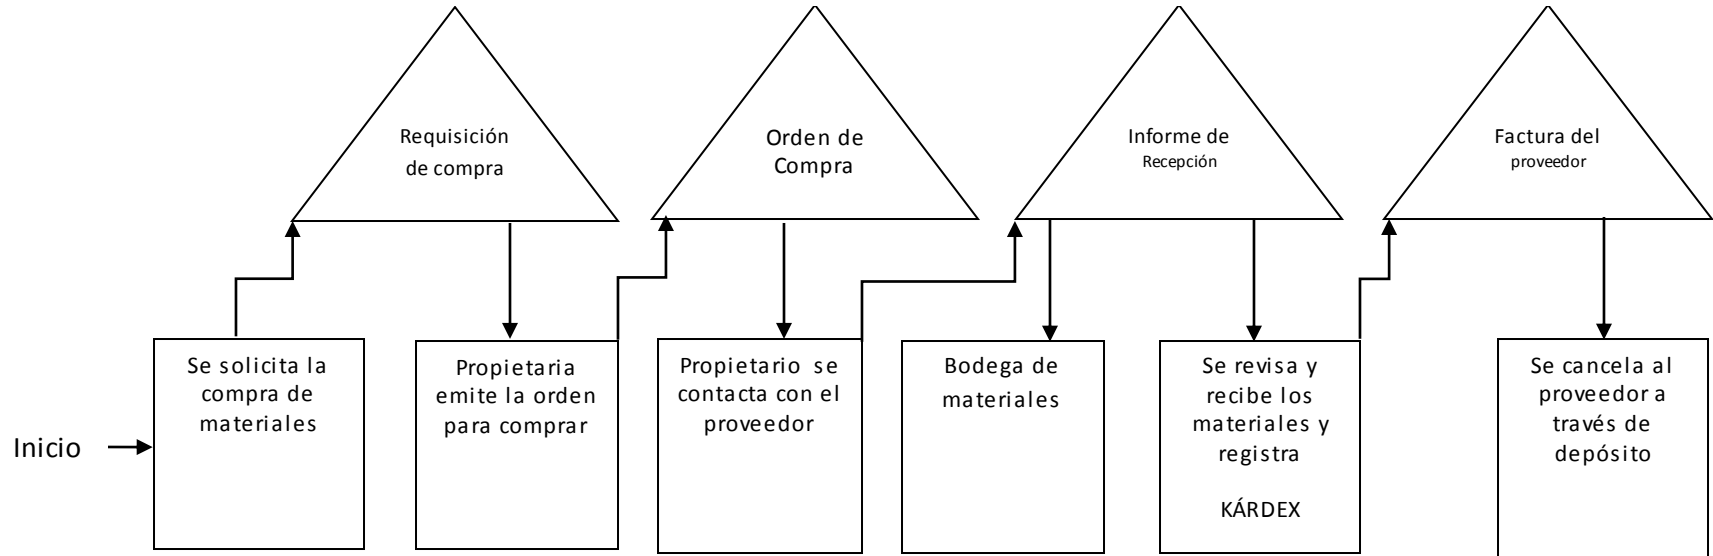 Requisición
de compra
Orden de
Compra
Informe de
Recepción
Factura del
proveedor
Inicio
Se solicita la
compra de
materiales
Propietaria
emite la orden
para comprar
Propietario se
contacta con el
proveedor
Bodega de
materiales
Se revisa y
recibe los
materiales y
registra
KÁRDEX
Se cancela al
proveedor a
través de
depósito